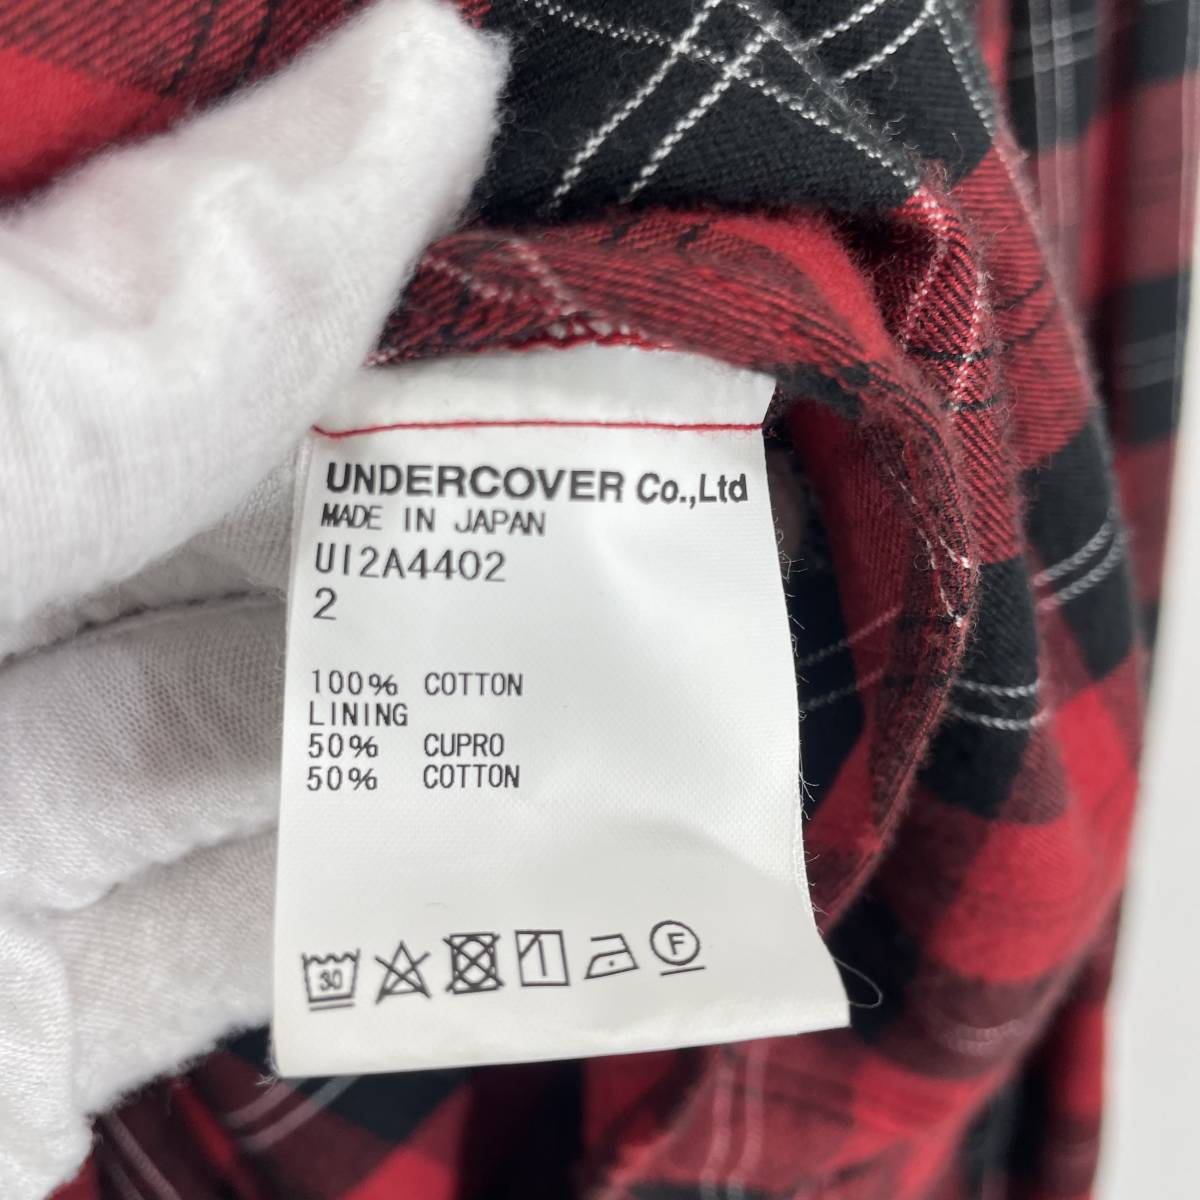 UNDERCOVER Co.,Ltd
MADE IN JAPAN
UI2A4402
2
100% COTTON
LINING
50% CUPRO
50% COTTON
30
F